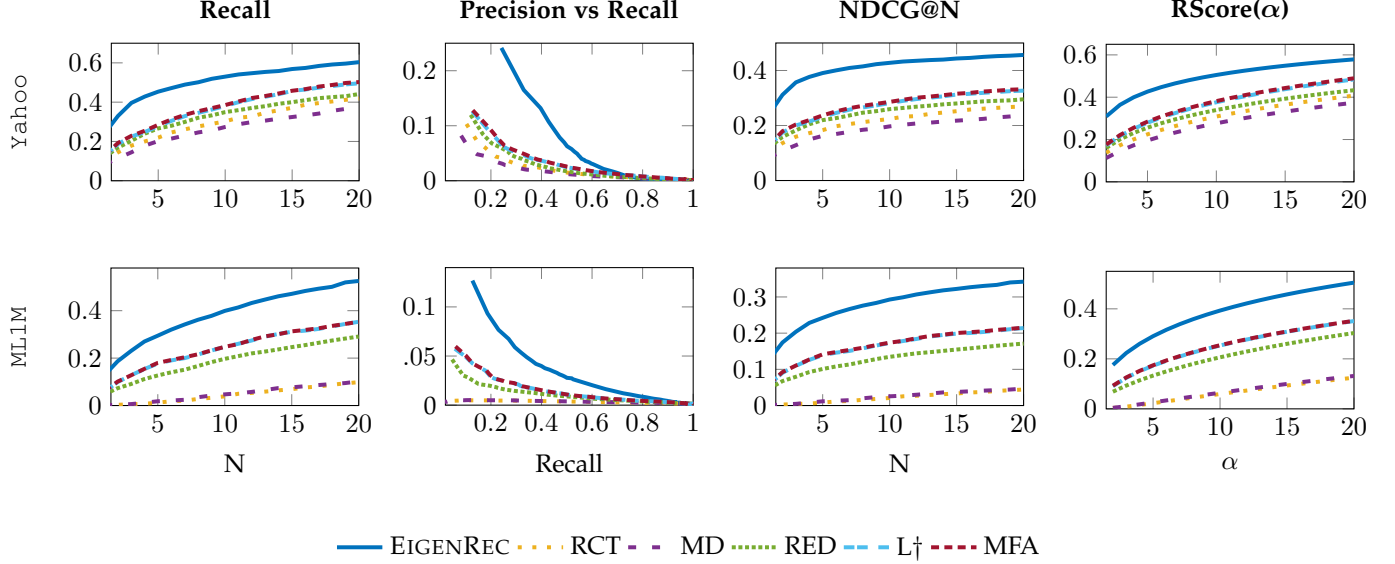 Recall Precision vs Recall NDCG@N RScore(α)
Yahoo
0.6
0.4
0.2
0
5 10 15 20
0.2
0.1
0
0.2 0.4 0.6 0.8 1
0.4
0.2
0
5 10 15 20
0.6
0.4
0.2
0
5 10 15 20
ML1M
0.4
0.2
0
5 10 15 20
N
0.1
.05
0
0.2 0.4 0.6 0.8 1
Recall
0.3
0.2
0.1
0
5 10 15 20
N
0.4
0.2
0
5 10 15 20
α
EIGENREC RCT MD RED L† MFA